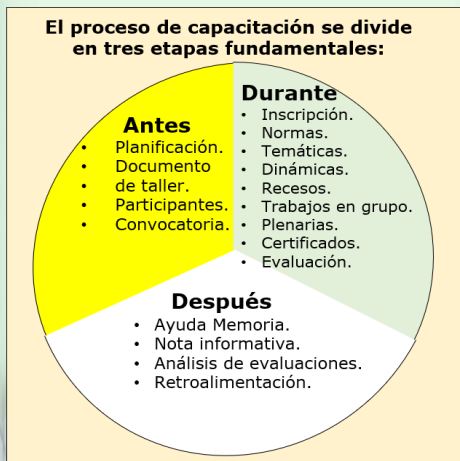 El proceso de capacitación se divide
en tres etapas fundamentales:
Antes
• Planificación.
• Documento
• de taller.
• Participantes.
• Convocatoria.
Durante
• Inscripción.
• Normas.
• Temáticas.
• Dinámicas.
• Recesos.
• Trabajos en grupo.
• Plenarias.
• Certificados.
• Evaluación.
Después
• Ayuda Memoria.
• Nota informativa.
• Análisis de evaluaciones.
• Retroalimentación.